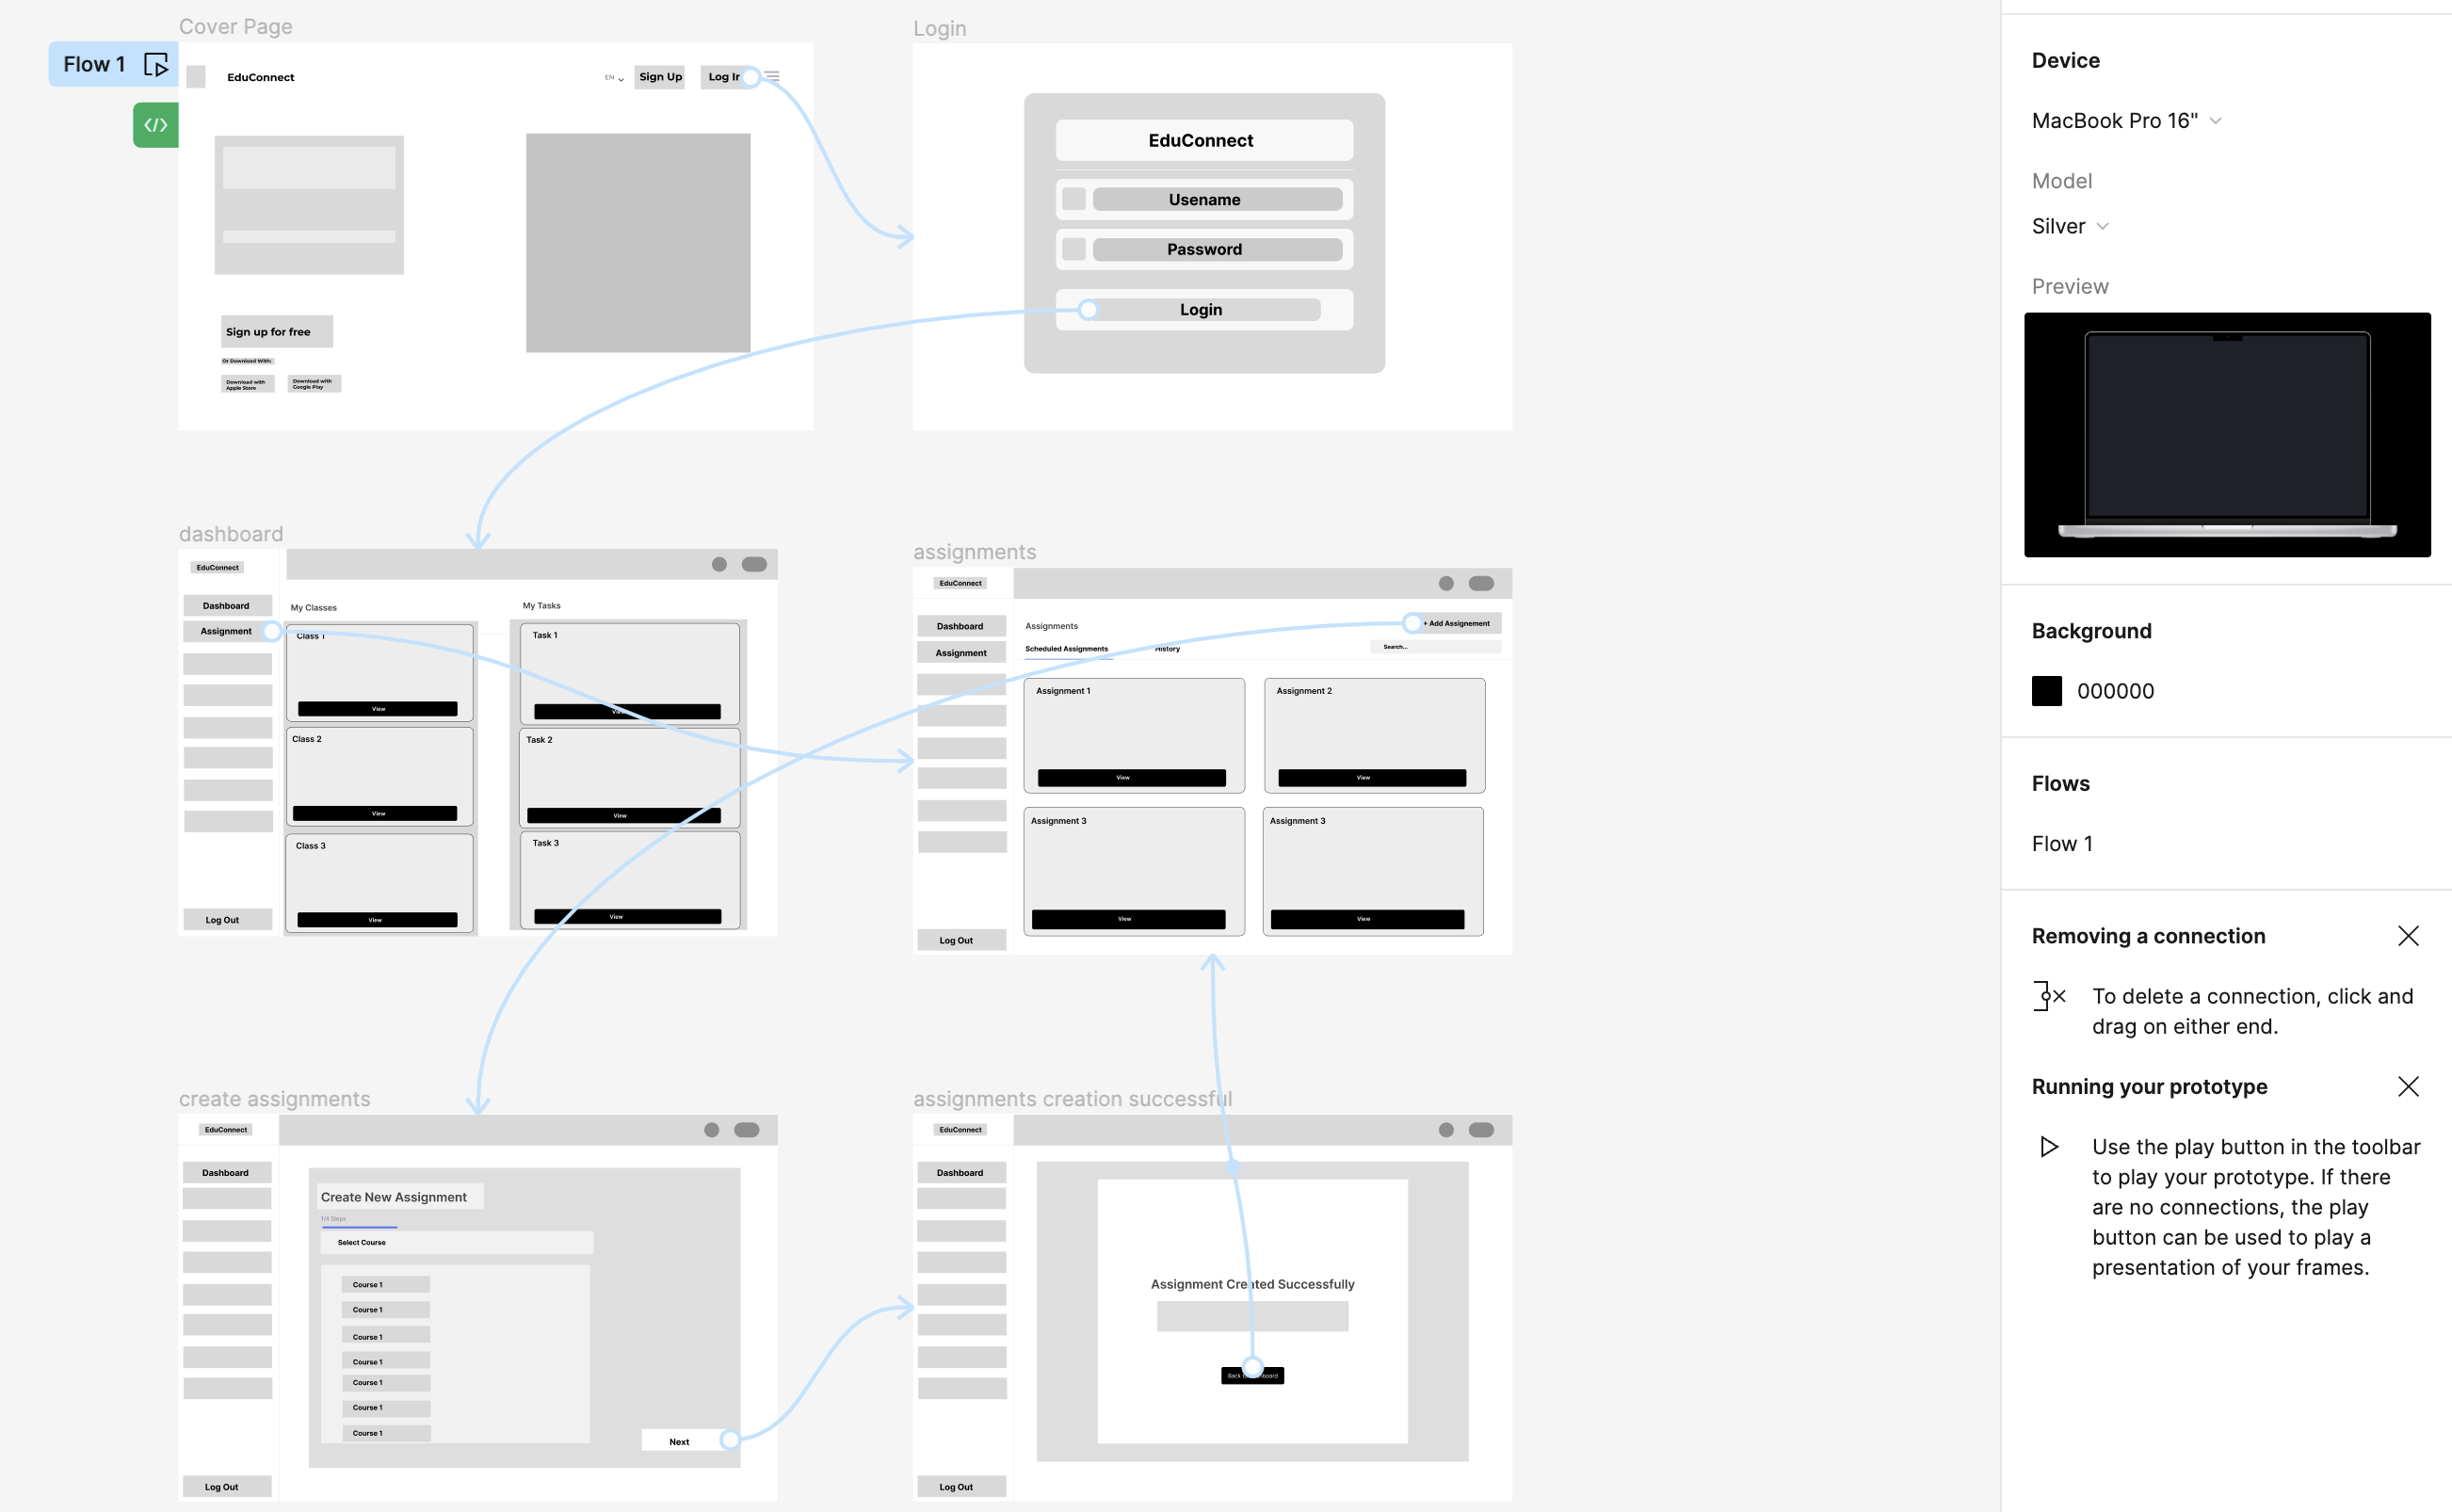 Cover Page
Flow 1
EduConnect
EN
Sign Up
Log In
Sign up for free
Or Download With:
Download with
Apple Store
Download with
Google Play
Login
EduConnect
Usename
Password
Login
dashboard
EduConnect
Dashboard
Assignment
Log Out
My Classes
Class 1
View
Class 2
View
Class 3
View
My Tasks
Task 1
View
Task 2
View
Task 3
View
assignments
EduConnect
Dashboard
Assignment
Log Out
Assignments
+ Add Assignement
Scheduled Assignments
History
Search...
Assignment 1
View
Assignment 2
View
Assignment 3
View
Assignment 3
View
create assignments
EduConnect
Dashboard
Log Out
Create New Assignment
1/4 Steps
Select Course
Course 1
Course 1
Course 1
Course 1
Course 1
Course 1
Course 1
Next
assignments creation successful
EduConnect
Dashboard
Log Out
Assignment Created Successfully
Back to Dashboard
Device
MacBook Pro 16"
Model
Silver
Preview
Background
000000
Flows
Flow 1
Removing a connection
To delete a connection, click and
drag on either end.
Running your prototype
Use the play button in the toolbar
to play your prototype. If there
are no connections, the play
button can be used to play a
presentation of your frames.